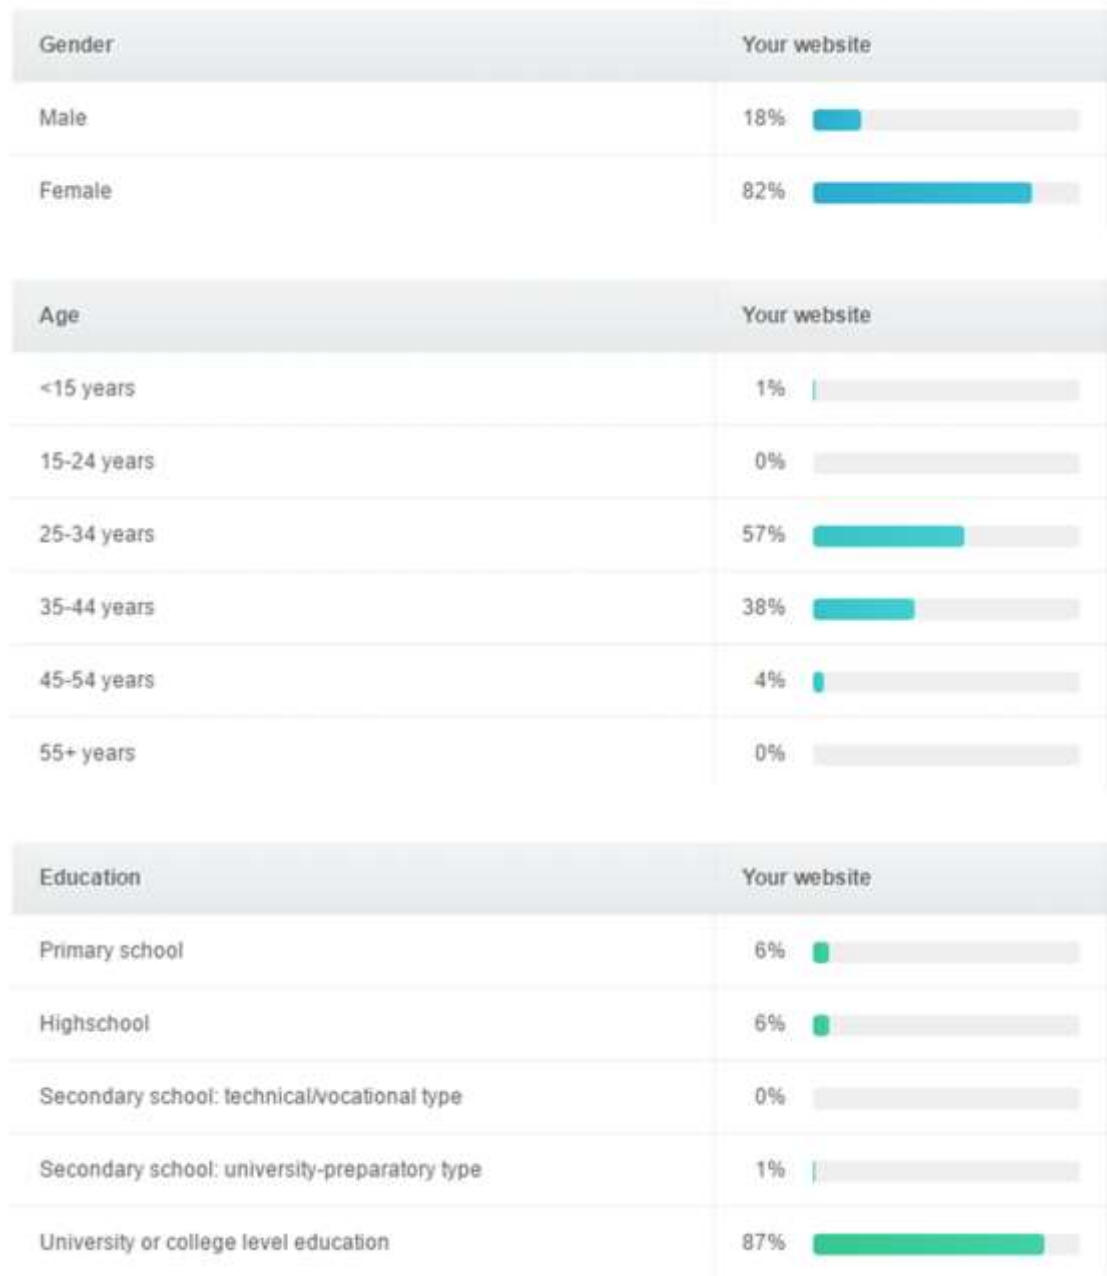 Gender Your website
Male 18%
Female 82%
Age Your website
<15 years 1%
15-24 years 0%
25-34 years 57%
35-44 years 38%
45-54 years 4%
55+ years 0%
Education Your website
Primary school 6%
Highschool 6%
Secondary school: technical/vocational type 0%
Secondary school: university-preparatory type 1%
University or college level education 87%